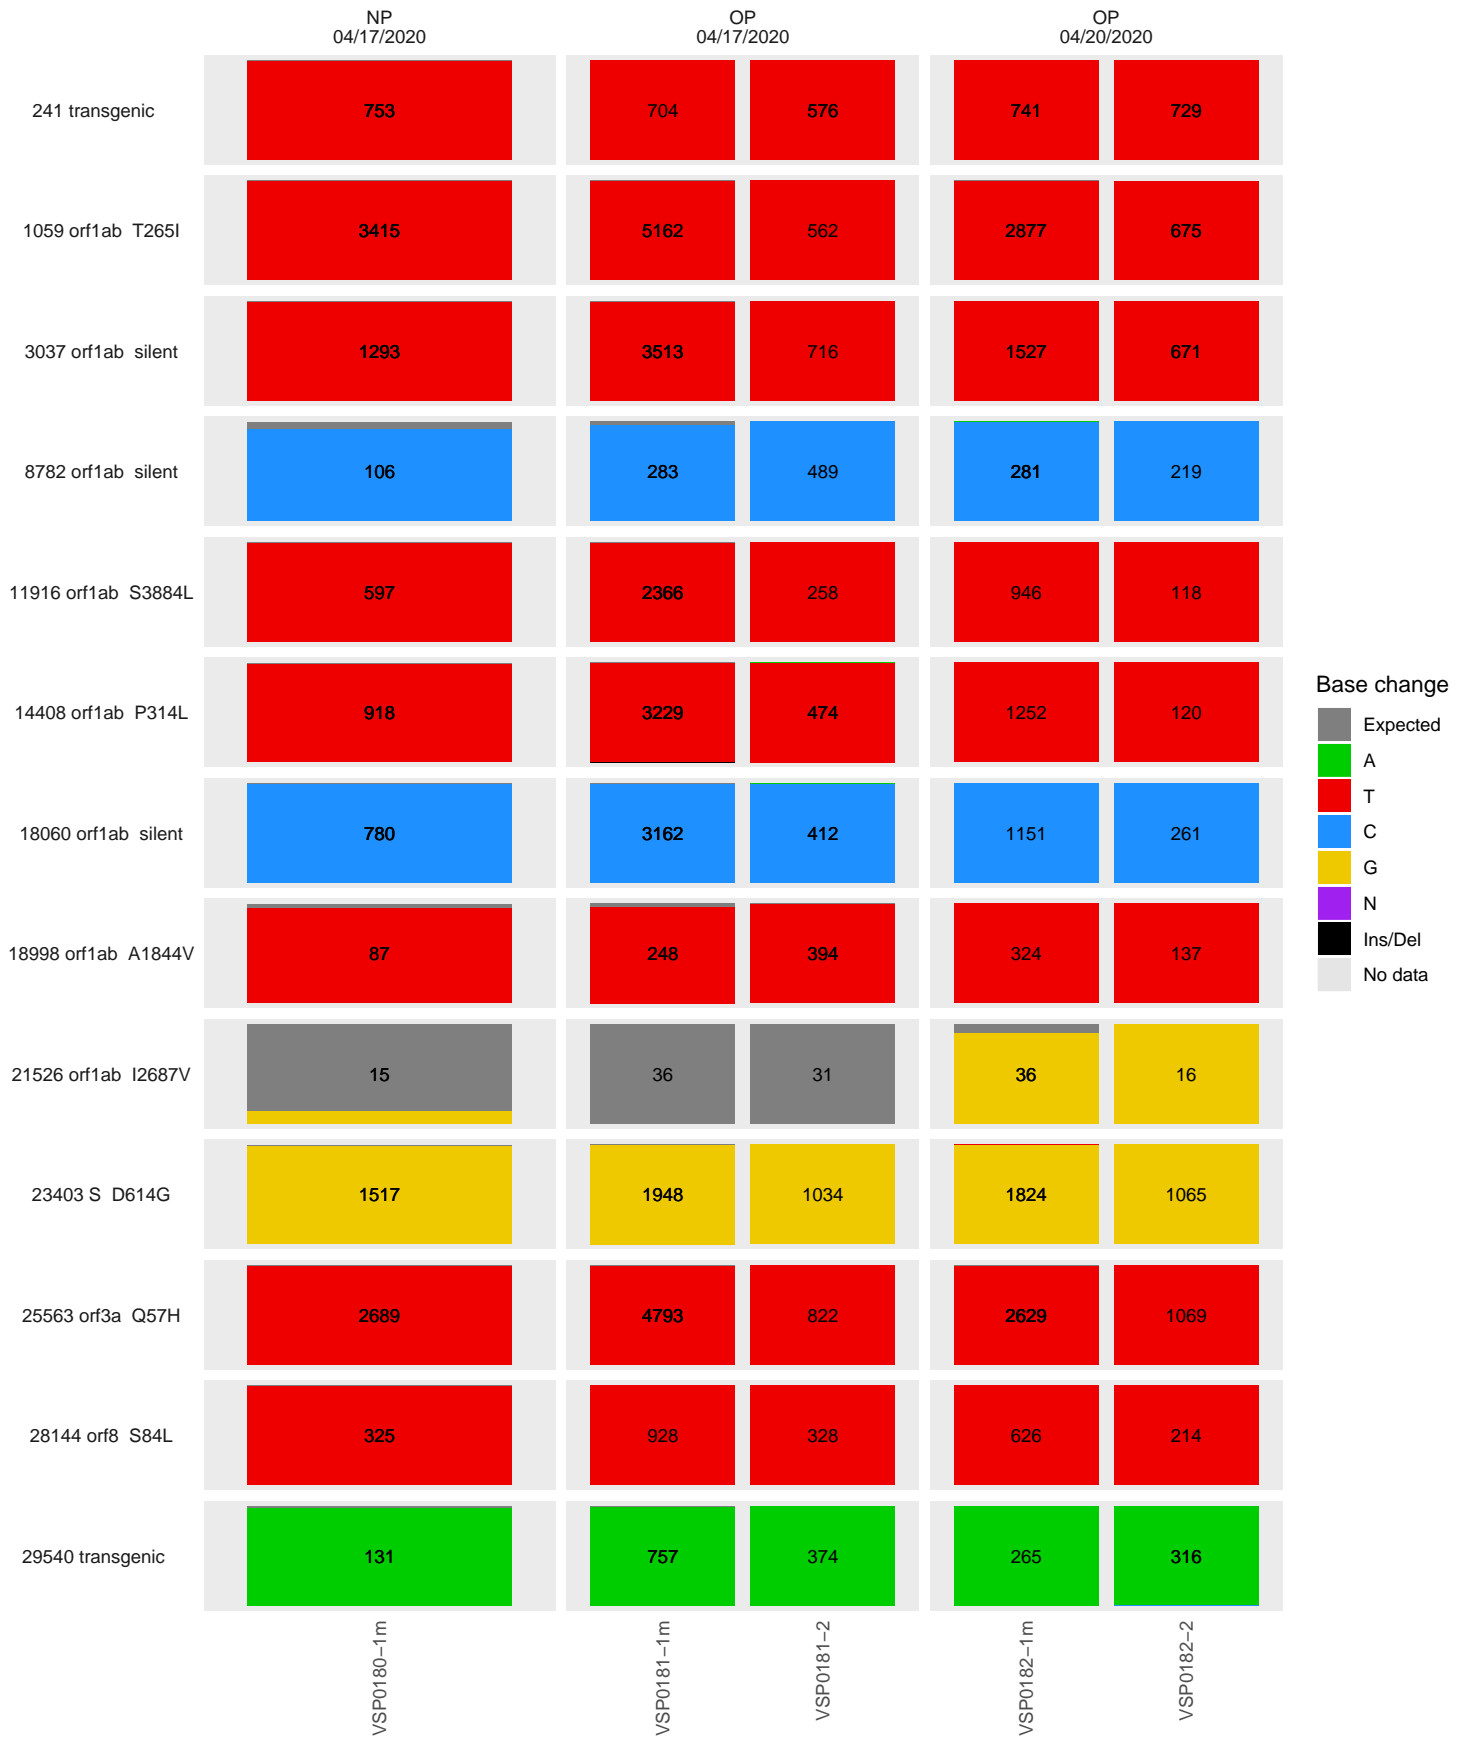 NP
04/17/2020
OP
04/17/2020
OP
04/20/2020
241 transgenic 753 704 576 741 729
1059 orf1ab T265I 3415 5162 562 2877 675
3037 orf1ab silent 1293 3513 716 1527 671
8782 orf1ab silent 106 283 489 281 219
11916 orf1ab S3884L 597 2366 258 946 118
14408 orf1ab P314L 918 3229 474 1252 120
18060 orf1ab silent 780 3162 412 1151 261
18998 orf1ab A1844V 87 248 394 324 137
21526 orf1ab I2687V 15 36 31 36 16
23403 S D614G 1517 1948 1034 1824 1065
25563 orf3a Q57H 2689 4793 822 2629 1069
28144 orf8 S84L 325 928 328 626 214
29540 transgenic 131 757 374 265 316
VSP0180−1m
VSP0181−1m
VSP0181−2
VSP0182−1m
VSP0182−2
Base change
Expected
A
T
C
G
N
Ins/Del
No data